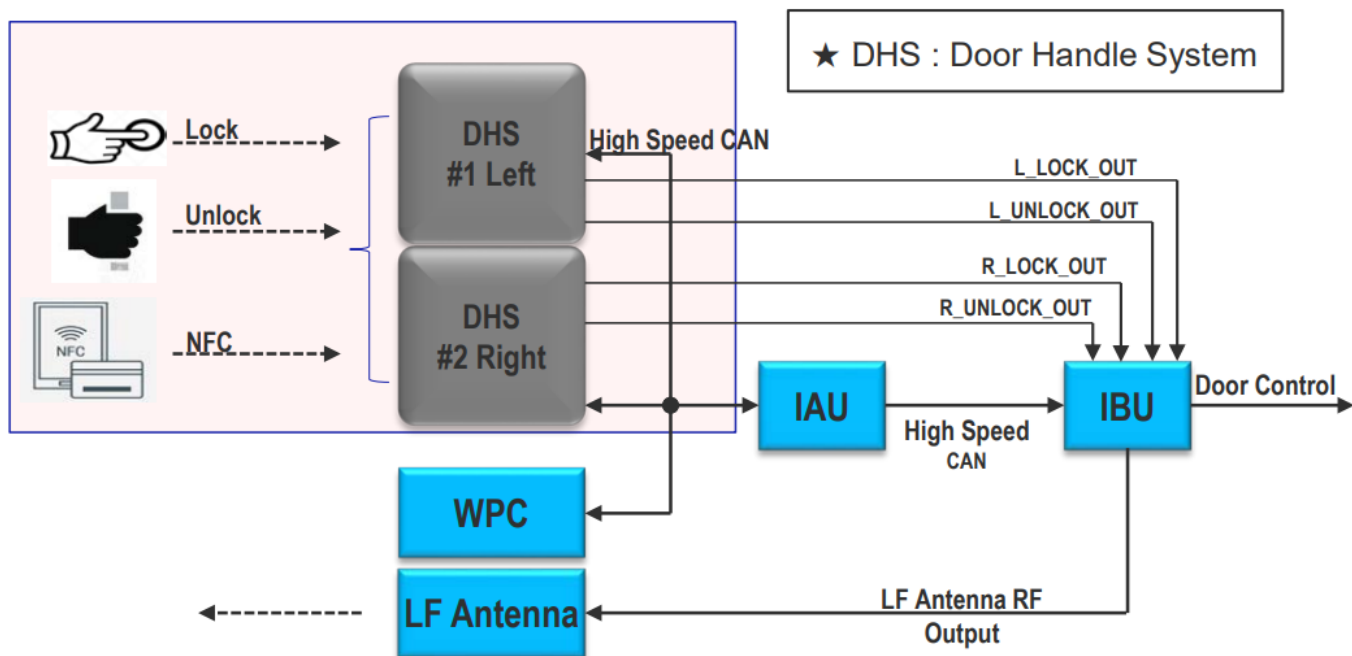 ★ DHS : Door Handle System
Lock
DHS
#1 Left
High Speed CAN
L_LOCK_OUT
Unlock
L_UNLOCK_OUT
R_LOCK_OUT
R_UNLOCK_OUT
NFC
NFC
DHS
#2 Right
IAU
IBU
Door Control
High Speed
CAN
WPC
LF Antenna
LF Antenna RF
Output